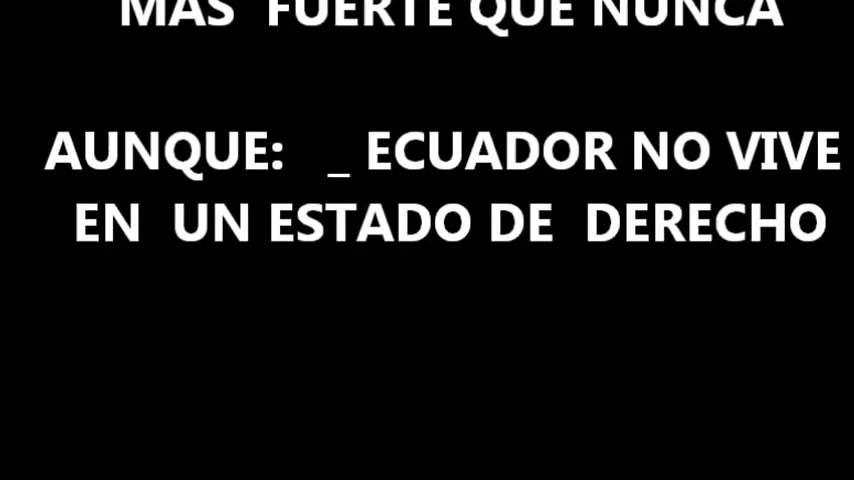 MAS FUERTE QUE NUNCA
AUNQUE: _ ECUADOR NO VIVE
EN UN ESTADO DE DERECHO